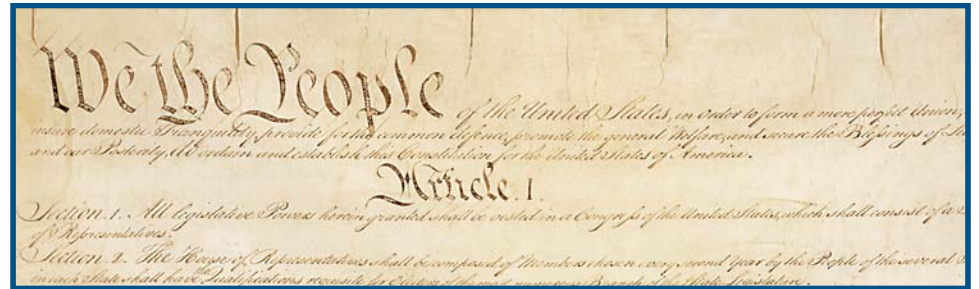 We the People of the United States, in Order to form a more perfect Union,
insure domestic Tranquility, provide for the common defence, promote the general Welfare, and secure the Blessings of
and our Posterity, do ordain and establish this Constitution for the United States of America.
Article. I.
Section. 1. All legislative Powers herein granted shall be vested in a Congress of the United States, which shall consist of a
of Representatives.
Section. 2. The House of Representatives shall be composed of Members chosen every second Year by the People of the several
in each State shall have the Qualifications requisite for Electors of the most numerous Branch of the State Legislature.